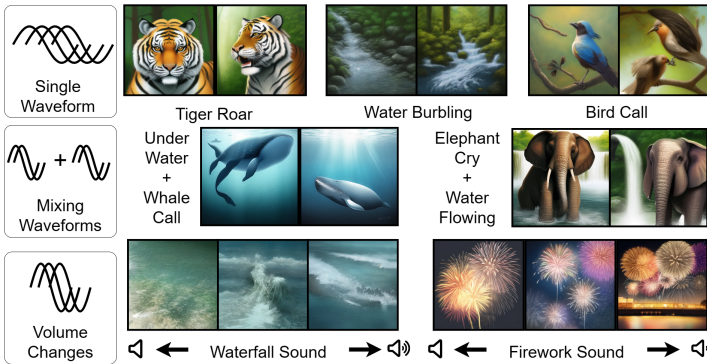 Single
Waveform
Tiger Roar
Water Burbling
Bird Call
Mixing
Waveforms
Under
Water
+
Whale
Call
Elephant
Cry
+
Water
Flowing
Volume
Changes
Waterfall Sound
Firework Sound